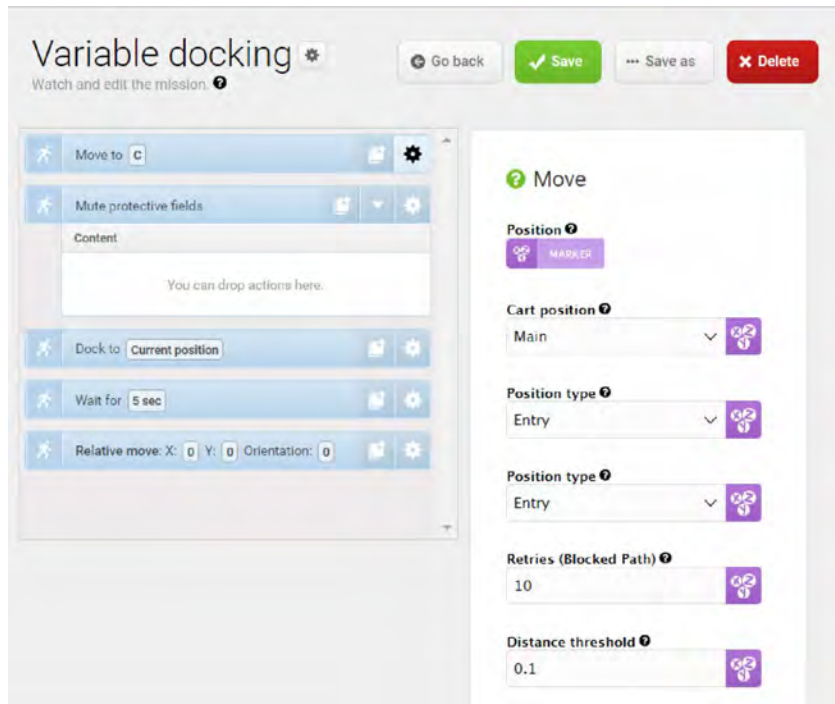 Variable docking
Watch and edit the mission.
Go back
Save
Save as
Delete
Move to C
Mute protective fields
Content
You can drop actions here.
Dock to Current position
Wait for 5 sec
Relative move: X: 0 Y: 0 Orientation: 0
Move
Position
MARKER
Cart position
Main
Position type
Entry
Position type
Entry
Retries (Blocked Path)
10
Distance threshold
0.1